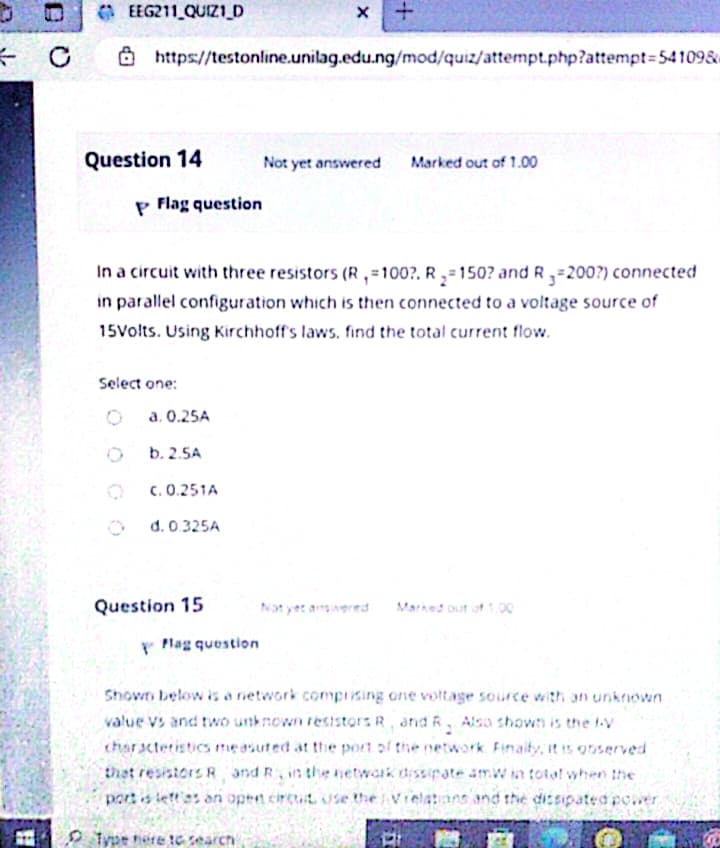 EEG211_QUIZ1_D
https://testonline.unilag.edu.ng/mod/quiz/attempt.php?attempt=54109&
Question 14 Not yet answered Marked out of 1.00
Flag question
In a circuit with three resistors (R 1=100?, R 2=150? and R 3=200?) connected
in parallel configuration which is then connected to a voltage source of
15Volts. Using Kirchhoff's laws, find the total current flow.
Select one:
a. 0.25A
b. 2.5A
c. 0.251A
d. 0.325A
Question 15 Not yet answered Marked out of 1.00
Flag question
Shown below is a network comprising one voltage source with an unknown
value Vs and two unknown resistors R and R 2 Also shown is the I-V
characteristics measured at the port of the network. Finally, it is observed
that resistors R and R in the network dissipate 4mW in total when the
port is left as an open circuit. Use the I-V relations and the dissipated power
Type here to search